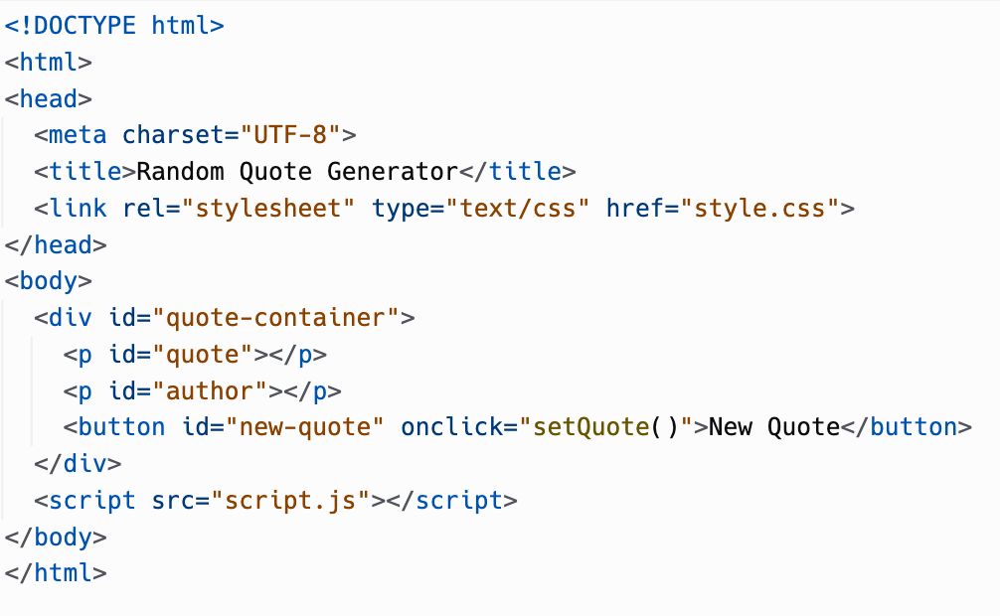 <!DOCTYPE html>
<html>
<head>
  <meta charset="UTF-8">
  <title>Random Quote Generator</title>
  <link rel="stylesheet" type="text/css" href="style.css">
</head>
<body>
  <div id="quote-container">
    <p id="quote"></p>
    <p id="author"></p>
    <button id="new-quote" onclick="setQuote()">New Quote</button>
  </div>
  <script src="script.js"></script>
</body>
</html>